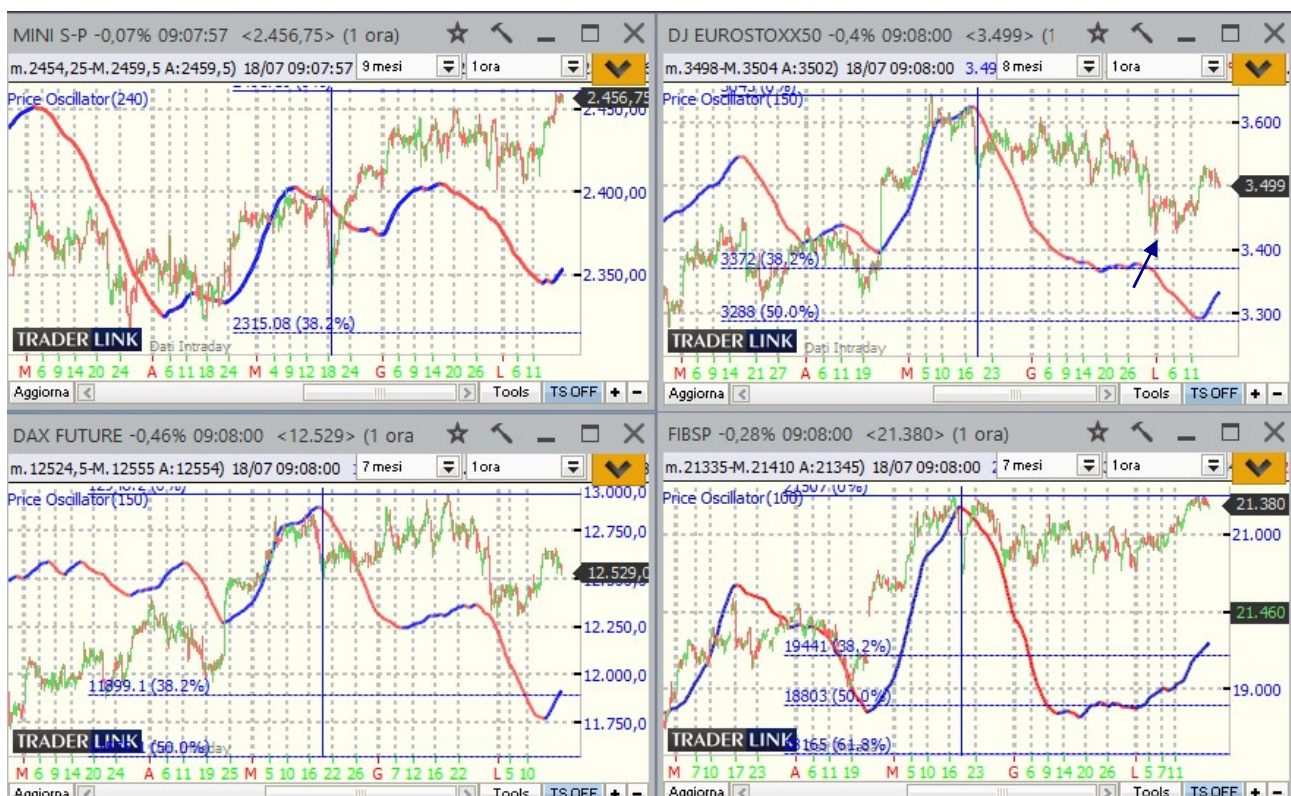 MINI S-P -0,07% 09:07:57 <2.456,75> (1 ora)
m.2454,25-M.2459,5 A:2459,5) 18/07 09:07:57 9 mesi 1 ora
Price Oscillator(240)
2.456,75
2.450,00
2.400,00
2.350,00
2315.08 (38.2%)
TRADER LINK
Dati Intraday
M 6 9 14 20 24 A 6 11 18 24 M 4 9 12 18 24 G 6 9 14 20 26 L 6 11
Aggiorna Tools TS OFF + -
DJ EUROSTOXX50 -0,4% 09:08:00 <3.499> (1
m.3498-M.3504 A:3502) 18/07 09:08:00 3.49 8 mesi 1 ora
Price Oscillator(150)
3.600
3.499
3.400
3372 (38,2%)
3288 (50.0%)
3.300
TRADER LINK
Dati Intraday
M 6 9 14 21 27 A 6 11 19 M 5 10 16 23 G 6 9 14 20 26 L 6 11
Aggiorna Tools TS OFF + -
DAX FUTURE -0,46% 09:08:00 <12.529> (1 ora
m.12524,5-M.12555 A:12554) 18/07 09:08:00 7 mesi 1 ora
Price Oscillator(150)
13.000,0
12.750,0
12.529,0
12.250,0
12.000,0
11899.1 (38.2%)
11.750,0
TRADER LINK
(50.0%)
M 6 9 14 20 24 A 6 11 19 25 M 5 10 16 22 26 G 7 12 16 22 L 5 10
Aggiorna Tools TS OFF + -
FIBSP -0,28% 09:08:00 <21.380> (1 ora)
m.21335-M.21410 A:21345) 18/07 09:08:00 7 mesi 1 ora
Price Oscillator(100)
21507 (0%)
21.380
21.000
21.460
19441 (38.2%)
18803 (50.0%)
19.000
TRADER LINK
(61,8%)
M 7 10 17 23 A 6 11 19 M 5 10 16 23 G 6 9 14 20 26 L 5 7 11
Aggiorna Tools TS OFF + -